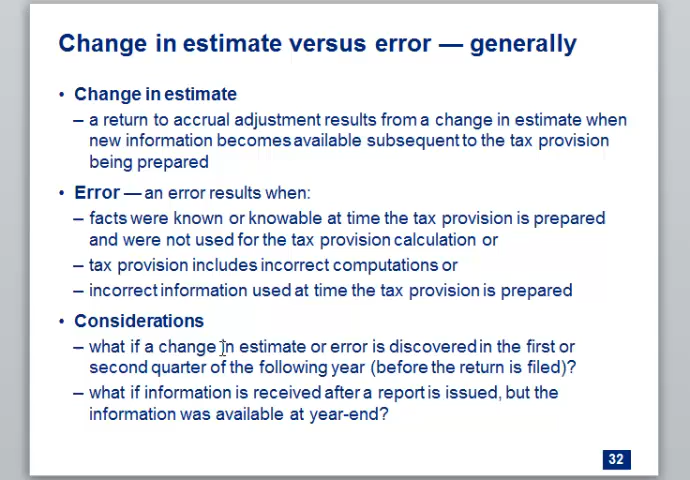 Change in estimate versus error — generally
• Change in estimate
– a return to accrual adjustment results from a change in estimate when
new information becomes available subsequent to the tax provision
being prepared
• Error — an error results when:
– facts were known or knowable at time the tax provision is prepared
and were not used for the tax provision calculation or
– tax provision includes incorrect computations or
– incorrect information used at time the tax provision is prepared
• Considerations
– what if a change in estimate or error is discovered in the first or
second quarter of the following year (before the return is filed)?
– what if information is received after a report is issued, but the
information was available at year-end?
32